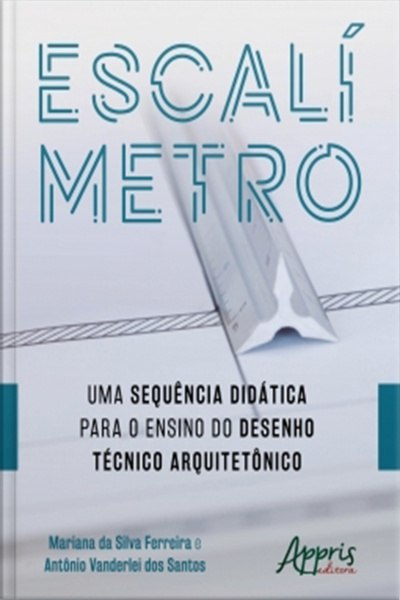 ESCALÍ
METRO
UMA SEQUÊNCIA DIDÁTICA
PARA O ENSINO DO DESENHO
TÉCNICO ARQUITETÔNICO
Mariana da Silva Ferreira e
Antônio Vanderlei dos Santos
Appris
editora